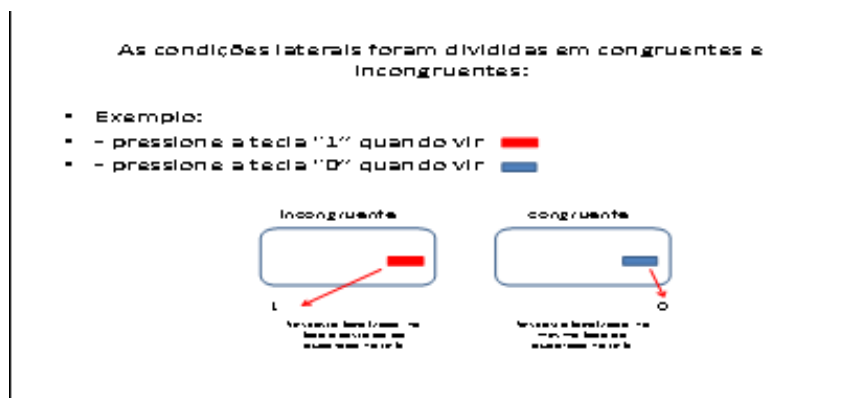 As condições laterais foram divididas em congruentes e
incongruentes:
Exemplo:
- pressione a tecla "1" quando vir
- pressione a tecla "0" quando vir
incongruente
congruente
1
0